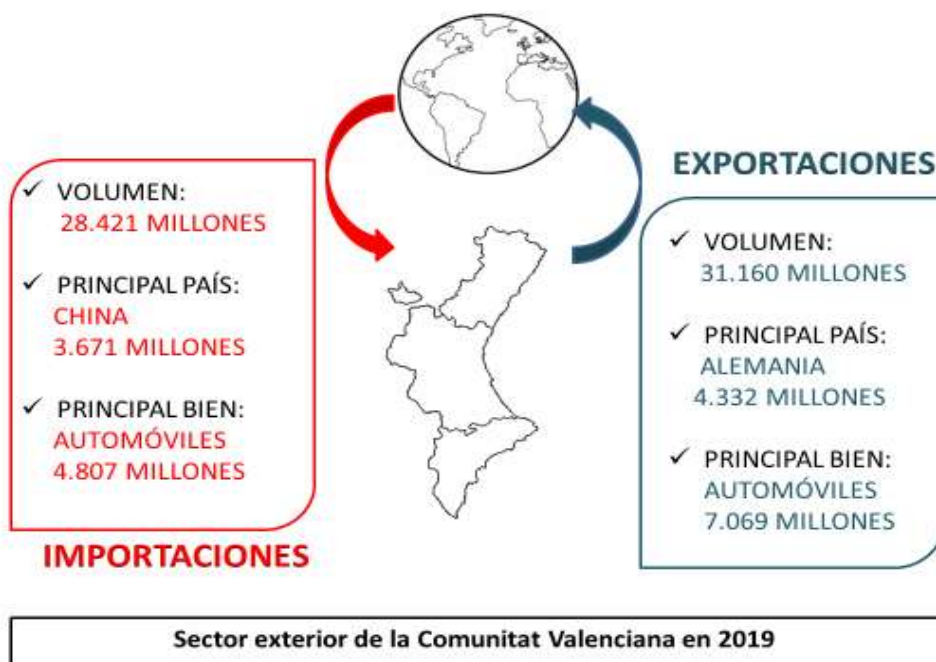 ✓ VOLUMEN:
28.421 MILLONES
✓ PRINCIPAL PAÍS:
CHINA
3.671 MILLONES
✓ PRINCIPAL BIEN:
AUTOMÓVILES
4.807 MILLONES
IMPORTACIONES
EXPORTACIONES
✓ VOLUMEN:
31.160 MILLONES
✓ PRINCIPAL PAÍS:
ALEMANIA
4.332 MILLONES
✓ PRINCIPAL BIEN:
AUTOMÓVILES
7.069 MILLONES
Sector exterior de la Comunitat Valenciana en 2019